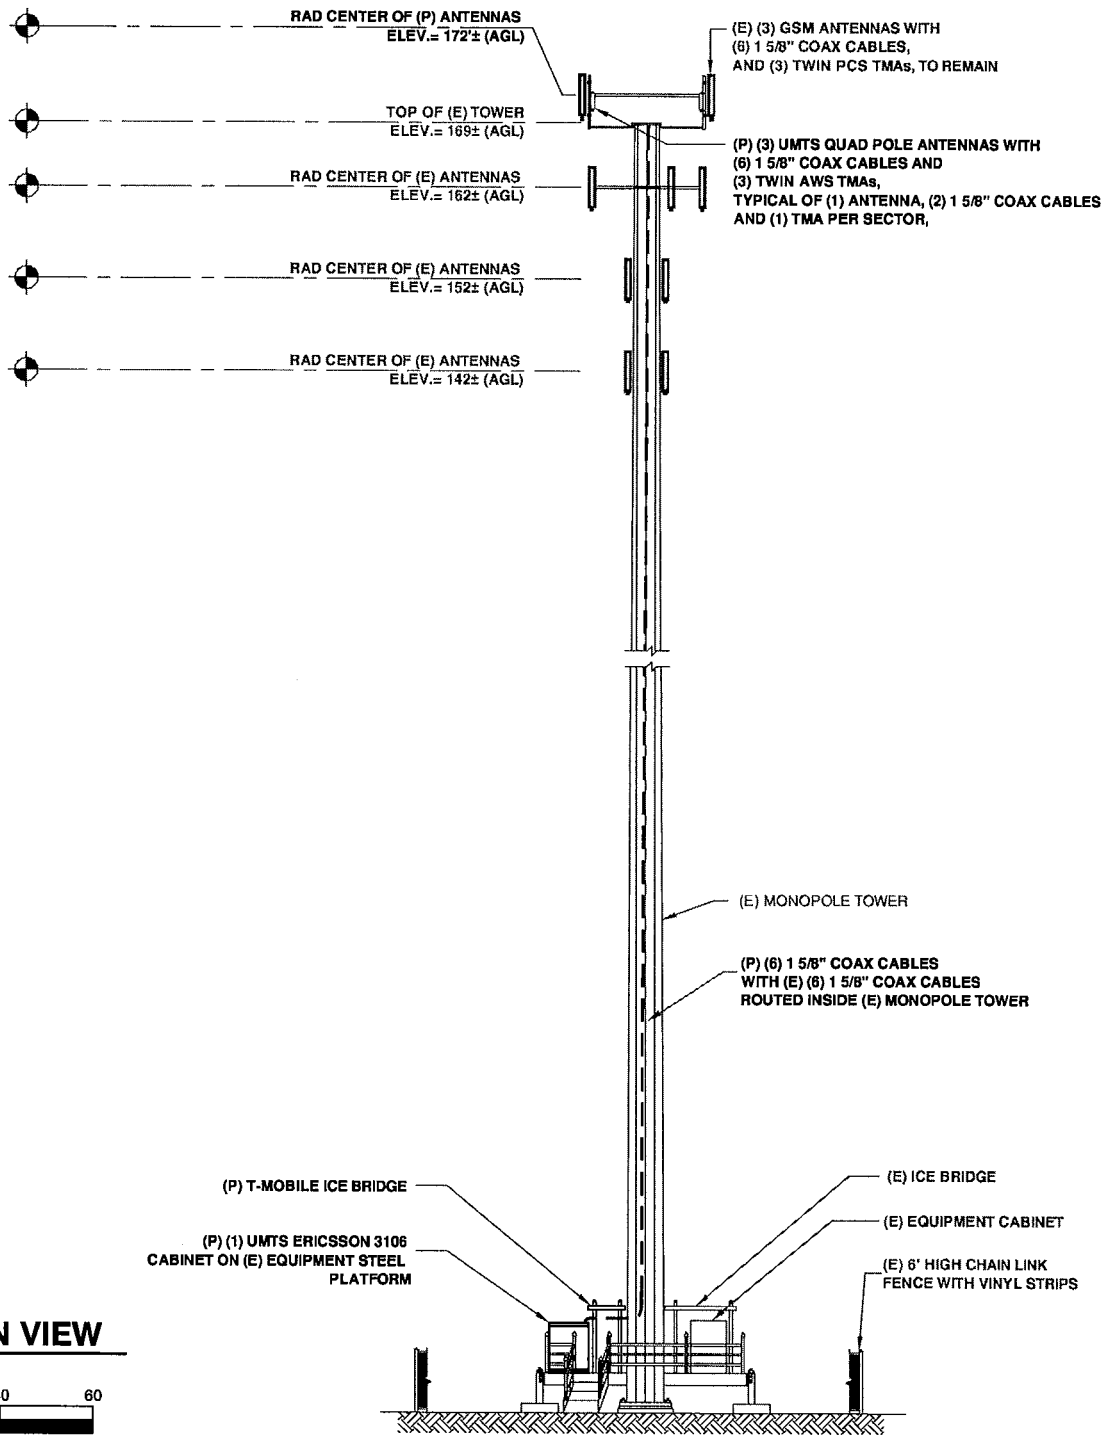 RAD CENTER OF (P) ANTENNAS
ELEV.= 172'± (AGL)
(E) (3) GSM ANTENNAS WITH
(6) 1 5/8" COAX CABLES,
AND (3) TWIN PCS TMAs, TO REMAIN
TOP OF (E) TOWER
ELEV.= 169± (AGL)
(P) (3) UMTS QUAD POLE ANTENNAS WITH
(6) 1 5/8" COAX CABLES AND
(3) TWIN AWS TMAs,
TYPICAL OF (1) ANTENNA, (2) 1 5/8" COAX CABLES
AND (1) TMA PER SECTOR,
RAD CENTER OF (E) ANTENNAS
ELEV.= 162± (AGL)
RAD CENTER OF (E) ANTENNAS
ELEV.= 152± (AGL)
RAD CENTER OF (E) ANTENNAS
ELEV.= 142± (AGL)
(E) MONOPOLE TOWER
(P) (6) 1 5/8" COAX CABLES
WITH (E) (6) 1 5/8" COAX CABLES
ROUTED INSIDE (E) MONOPOLE TOWER
(P) T-MOBILE ICE BRIDGE
(E) ICE BRIDGE
(P) (1) UMTS ERICSSON 3106
CABINET ON (E) EQUIPMENT STEEL
PLATFORM
(E) EQUIPMENT CABINET
(E) 6' HIGH CHAIN LINK
FENCE WITH VINYL STRIPS
VIEW
60